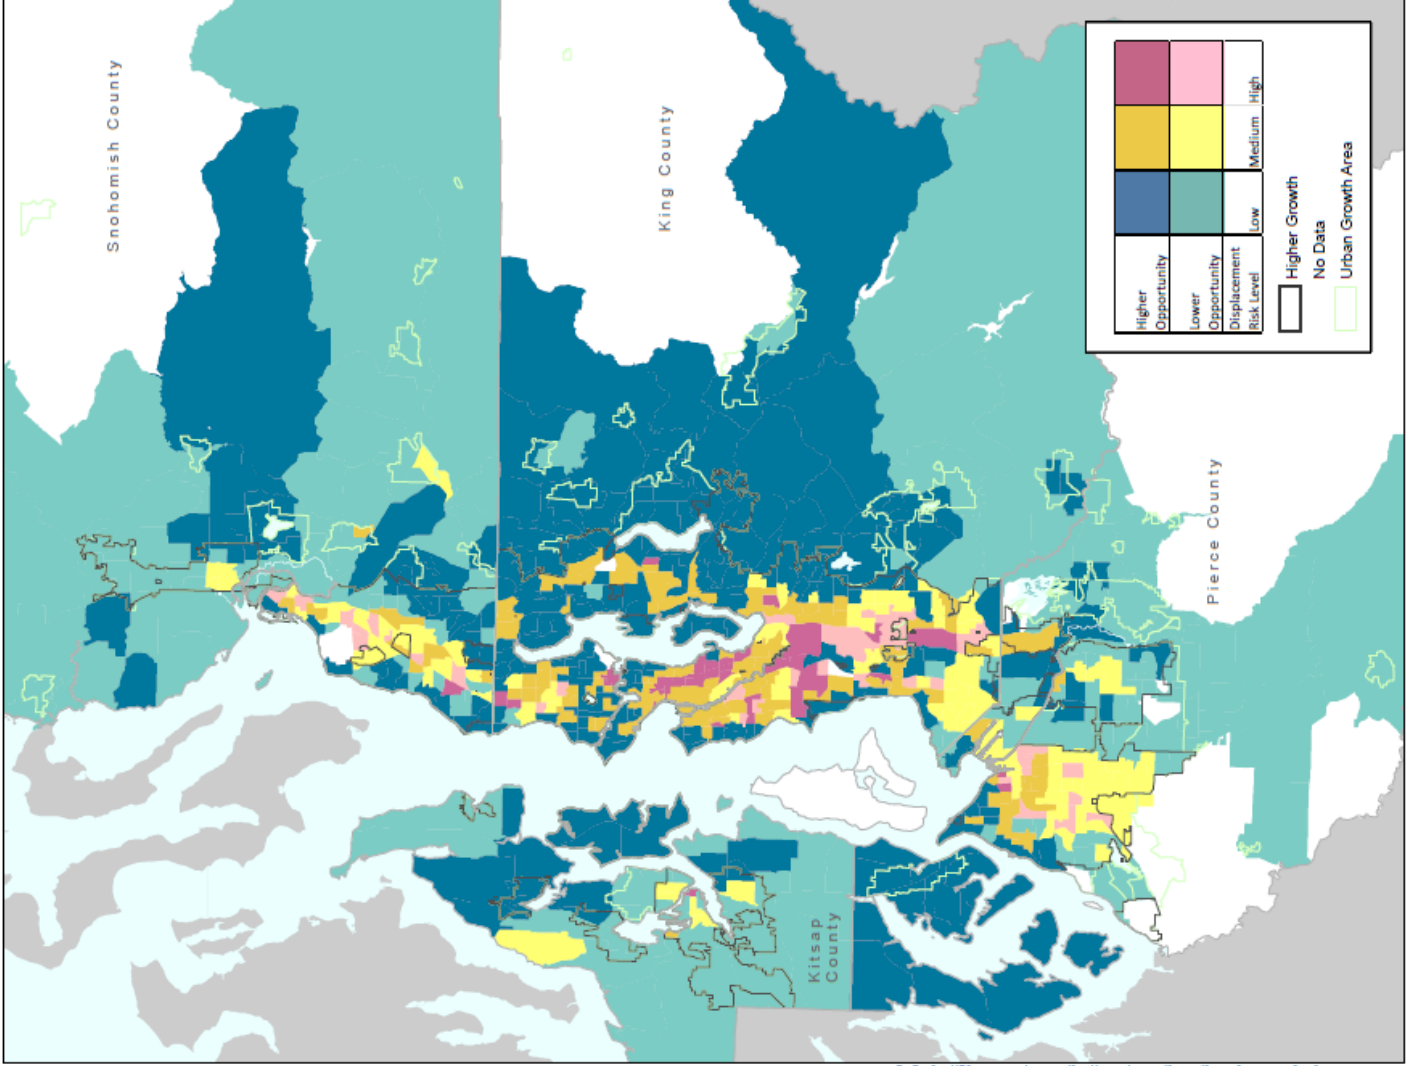 Snohomish County
King County
Pierce County
Kitsap
County
Higher
Opportunity
Lower
Opportunity
Displacement
Risk Level
Low
Medium
High
Higher Growth
No Data
Urban Growth Area